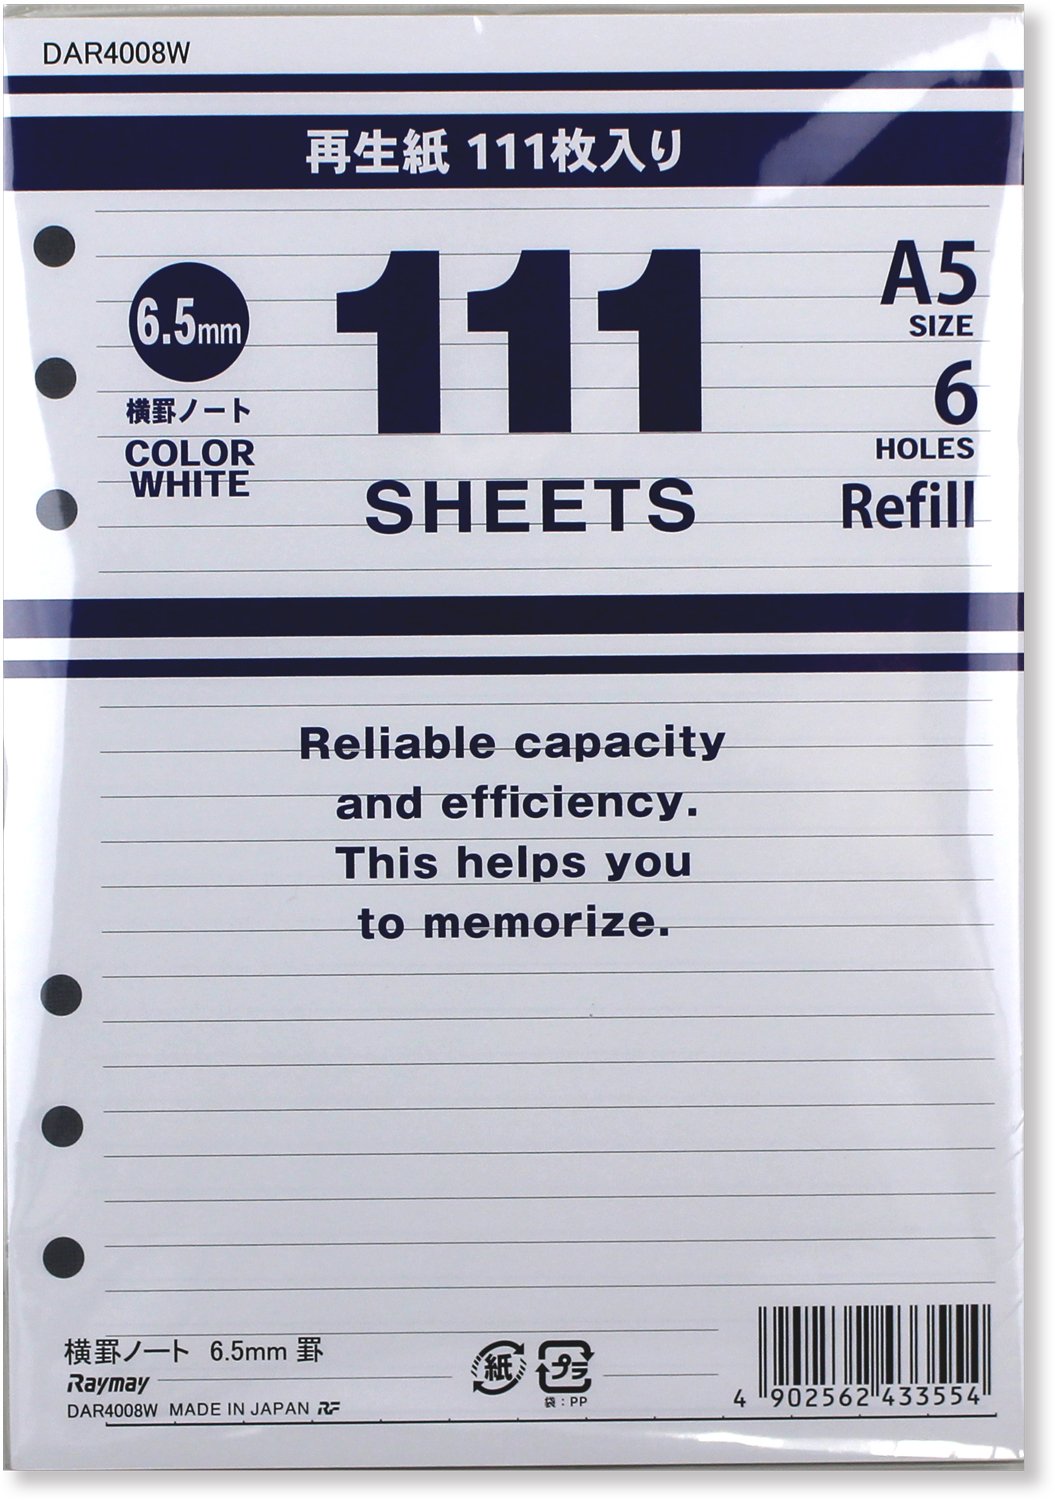 DAR4008W
再生紙 111枚入り
6.5mm
横罫ノート
COLOR
WHITE
111
SHEETS
A5
SIZE
6
HOLES
Refill
Reliable capacity
and efficiency.
This helps you
to memorize.
横罫ノート 6.5mm 罫
Raymay
DAR4008W MADE IN JAPAN RF
紙
プラ
袋：PP
4 902562 433554